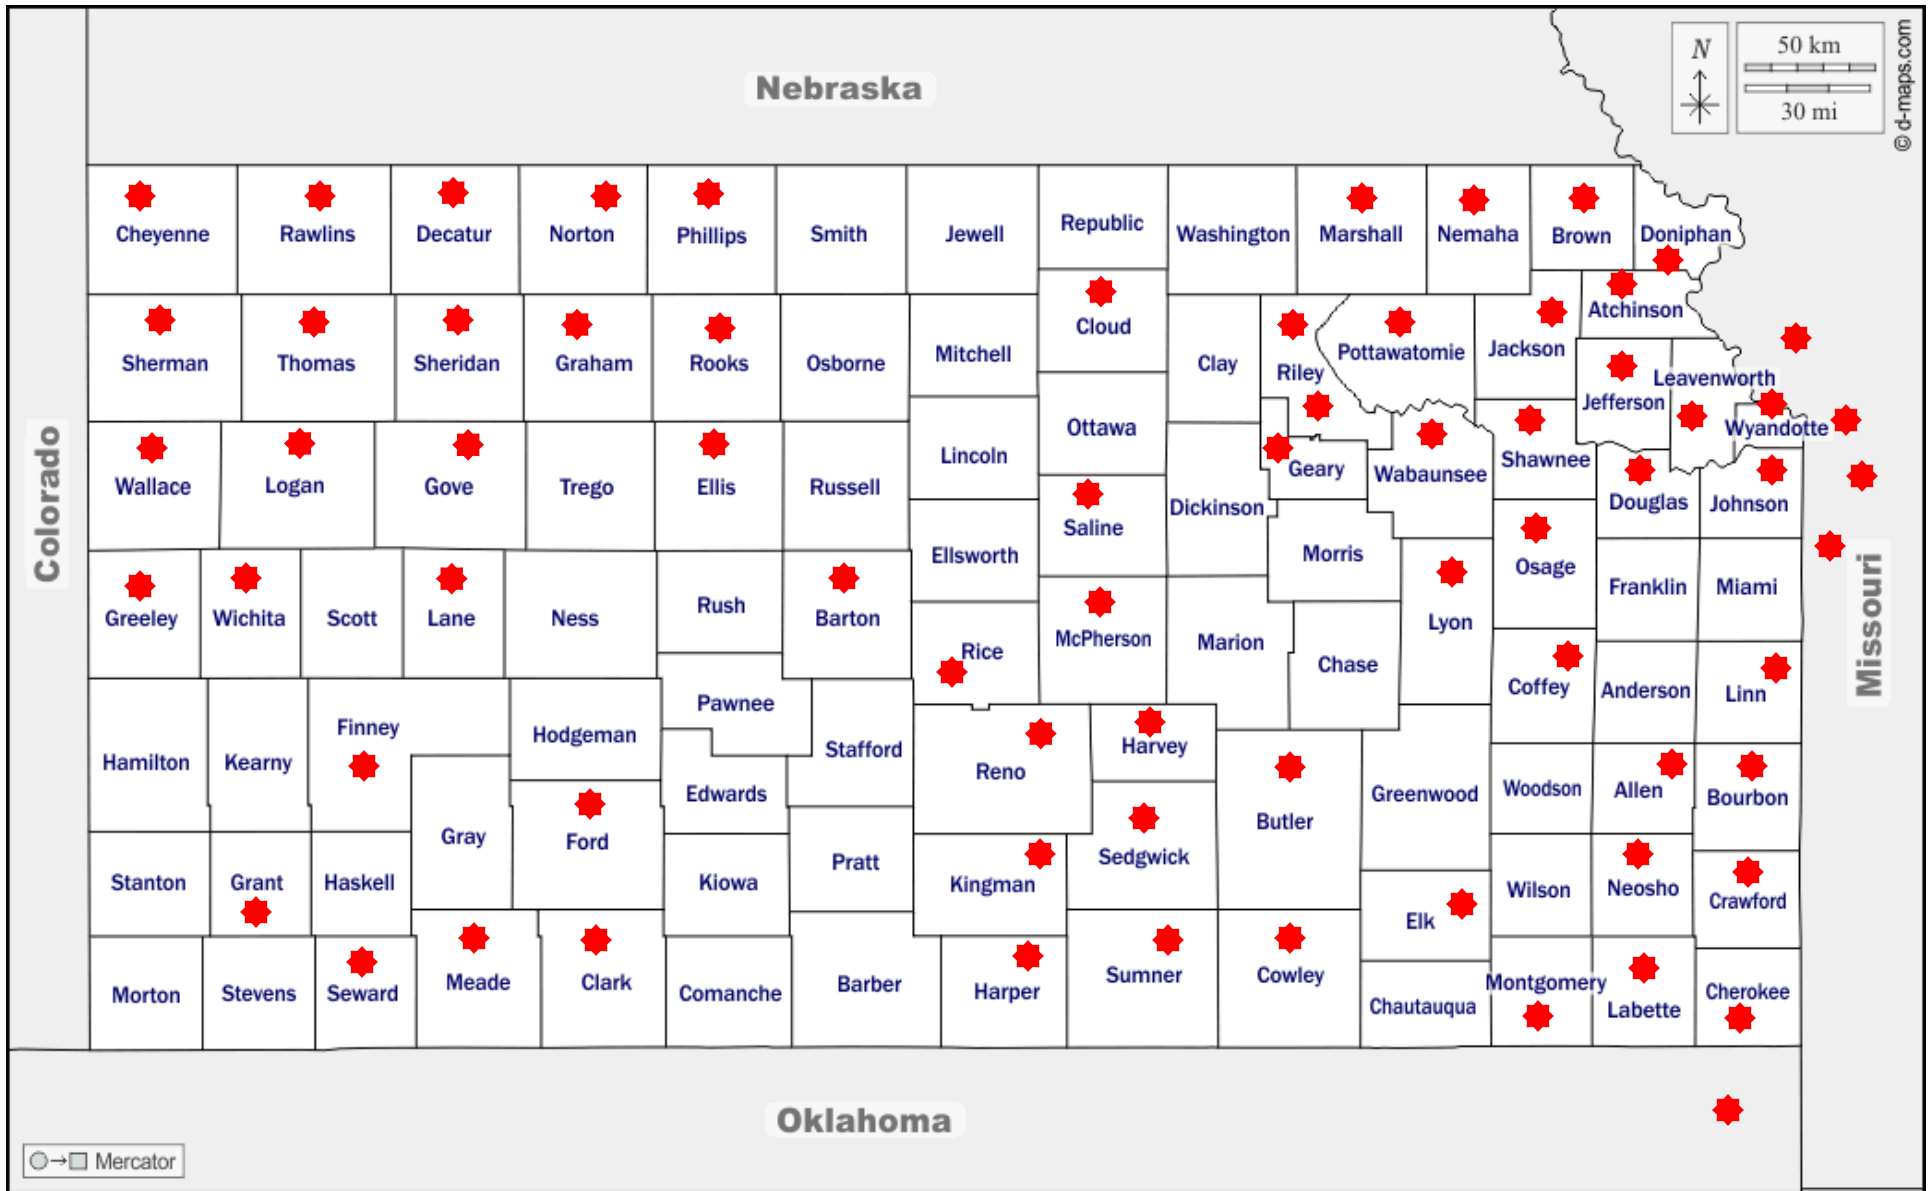 Nebraska
N
50 km
30 mi
© d-maps.com
Cheyenne
Rawlins
Decatur
Norton
Phillips
Smith
Jewell
Republic
Washington
Marshall
Nemaha
Brown
Doniphan
Sherman
Thomas
Sheridan
Graham
Rooks
Osborne
Mitchell
Cloud
Clay
Riley
Pottawatomie
Jackson
Atchinson
Leavenworth
Jefferson
Wyandotte
Colorado
Wallace
Logan
Gove
Trego
Ellis
Russell
Lincoln
Ottawa
Saline
Dickinson
Geary
Wabaunsee
Shawnee
Douglas
Johnson
Greeley
Wichita
Scott
Lane
Ness
Rush
Barton
Ellsworth
Rice
McPherson
Marion
Morris
Chase
Lyon
Osage
Franklin
Miami
Missouri
Coffey
Anderson
Linn
Hamilton
Kearny
Finney
Hodgeman
Pawnee
Stafford
Edwards
Reno
Harvey
Gray
Ford
Sedgwick
Butler
Greenwood
Woodson
Allen
Bourbon
Stanton
Grant
Haskell
Kiowa
Pratt
Kingman
Elk
Wilson
Neosho
Crawford
Morton
Stevens
Seward
Meade
Clark
Comanche
Barber
Harper
Sumner
Cowley
Chautauqua
Montgomery
Labette
Cherokee
Oklahoma
Mercator